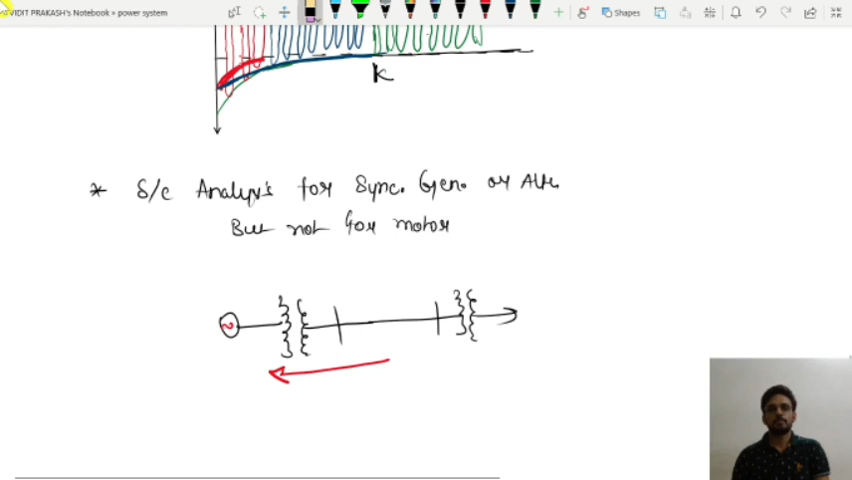 VIDIT PRAKASH's Notebook » power system
Shapes
K
* S/C Analysis for Sync. Gen. or Alt.
But not for motor